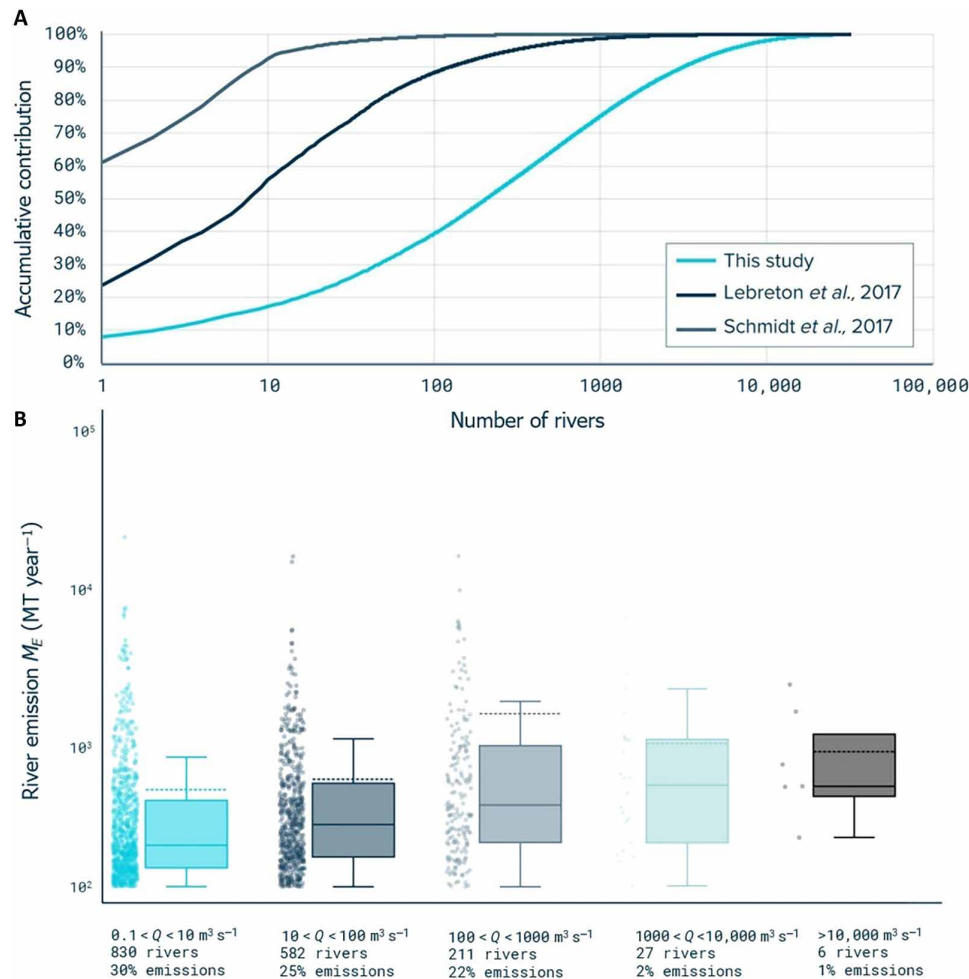 A
100%
90%
80%
70%
60%
50%
40%
30%
20%
10%
0%
Accumulative contribution
This study
Lebreton et al., 2017
Schmidt et al., 2017
1 10 100 1000 10,000 100,000
Number of rivers
B
10⁵
10⁴
10³
10²
River emission M_E (MT year⁻¹)
0.1 < Q < 10 m³ s⁻¹
830 rivers
30% emissions
10 < Q < 100 m³ s⁻¹
582 rivers
25% emissions
100 < Q < 1000 m³ s⁻¹
211 rivers
22% emissions
1000 < Q < 10,000 m³ s⁻¹
27 rivers
2% emissions
>10,000 m³ s⁻¹
6 rivers
1% emissions